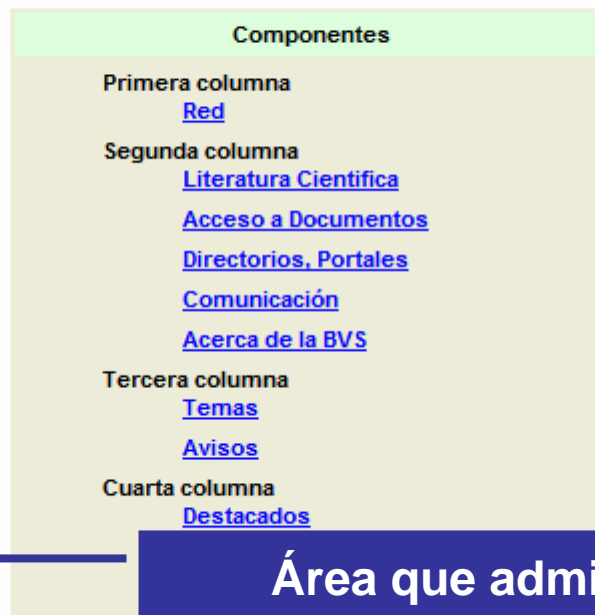 Componentes
Primera columna
Red
Segunda columna
Literatura Cientifica
Acceso a Documentos
Directorios, Portales
Comunicación
Acerca de la BVS
Tercera columna
Temas
Avisos
Cuarta columna
Destacados
Área que admi